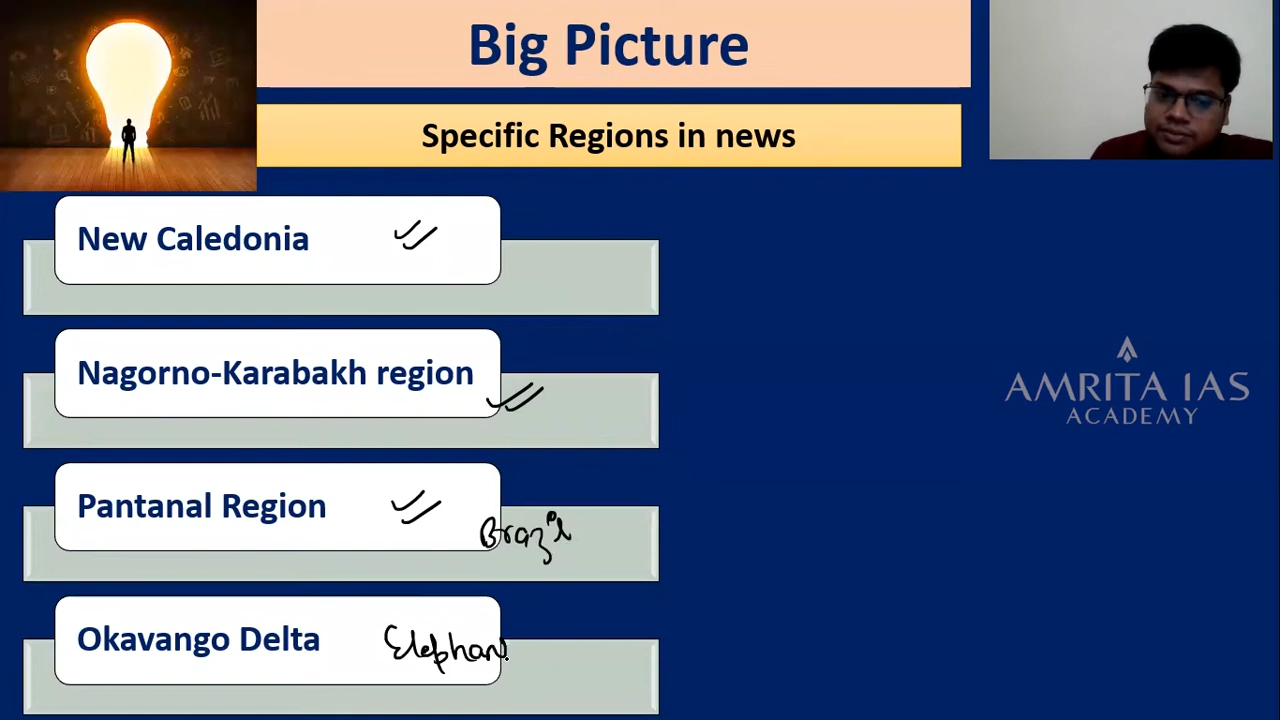 Big Picture
Specific Regions in news
New Caledonia
Nagorno-Karabakh region
Pantanal Region
Brazil
Okavango Delta
Elephan
AMRITA IAS
ACADEMY